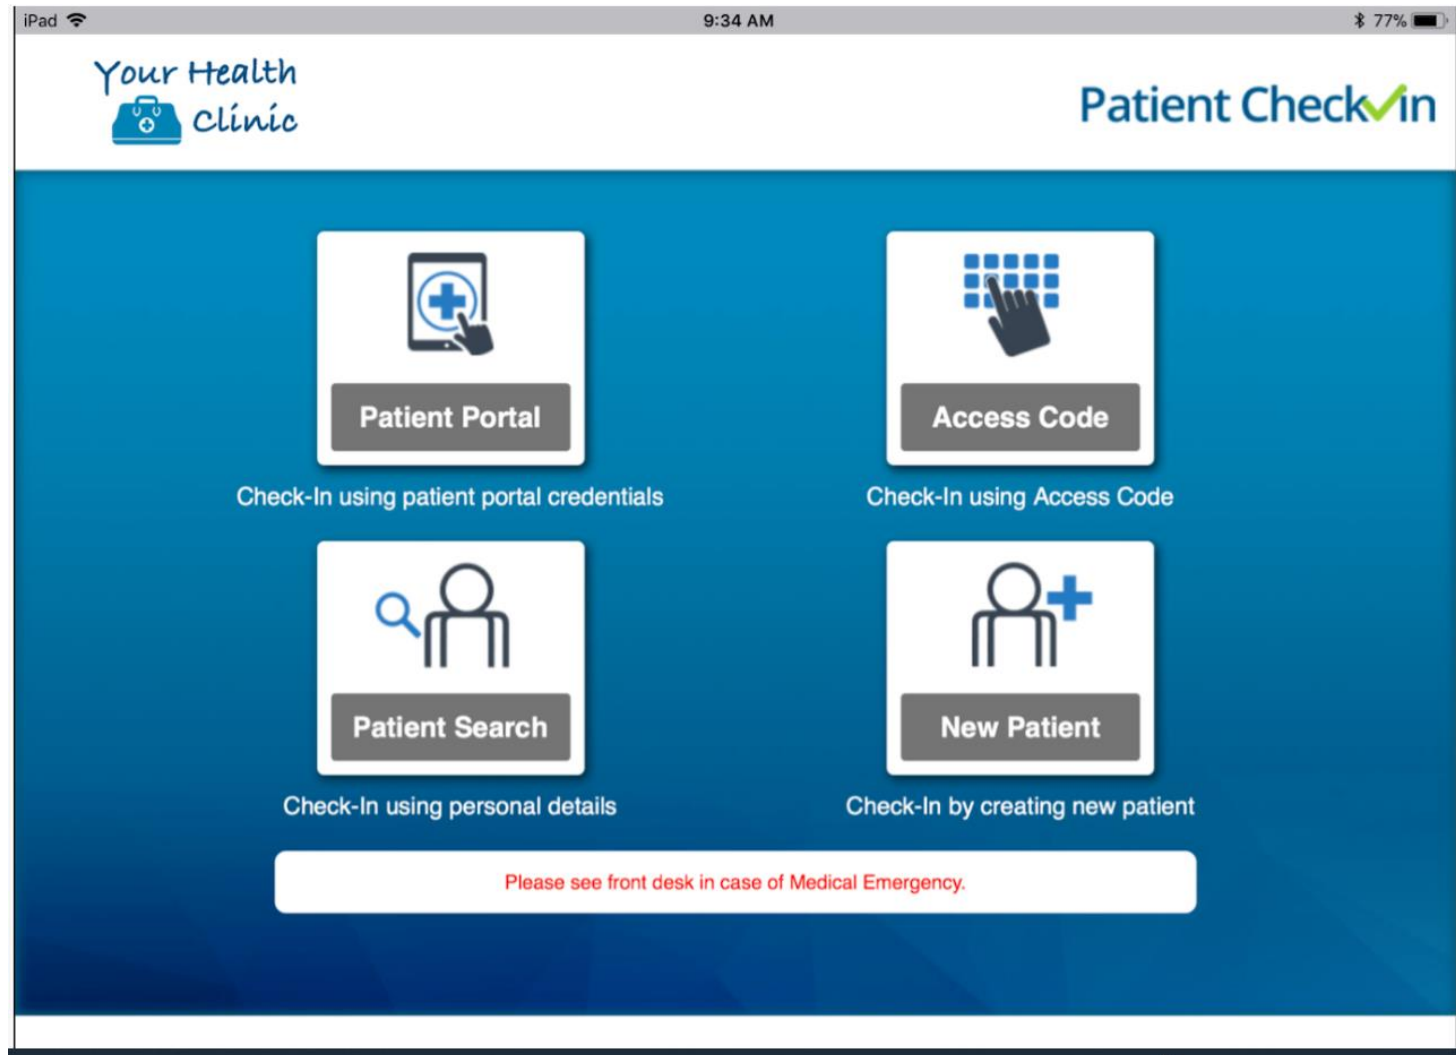 iPad 9:34 AM 77%
Your Health
Clinic
Patient Check in
Patient Portal
Access Code
Check-In using patient portal credentials
Check-In using Access Code
Patient Search
New Patient
Check-In using personal details
Check-In by creating new patient
Please see front desk in case of Medical Emergency.